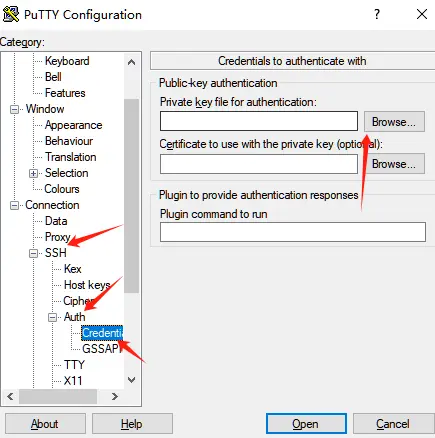 PuTTY Configuration
?
Category:
Keyboard
Bell
Features
Window
Appearance
Behaviour
Translation
Selection
Colours
Connection
Data
Proxy
SSH
Kex
Host keys
Cipher
Auth
Credentia
GSSAPI
TTY
X11
Credentials to authenticate with
Public-key authentication
Private key file for authentication:
Browse...
Certificate to use with the private key (optional):
Browse...
Plugin to provide authentication responses
Plugin command to run
About
Help
Open
Cancel